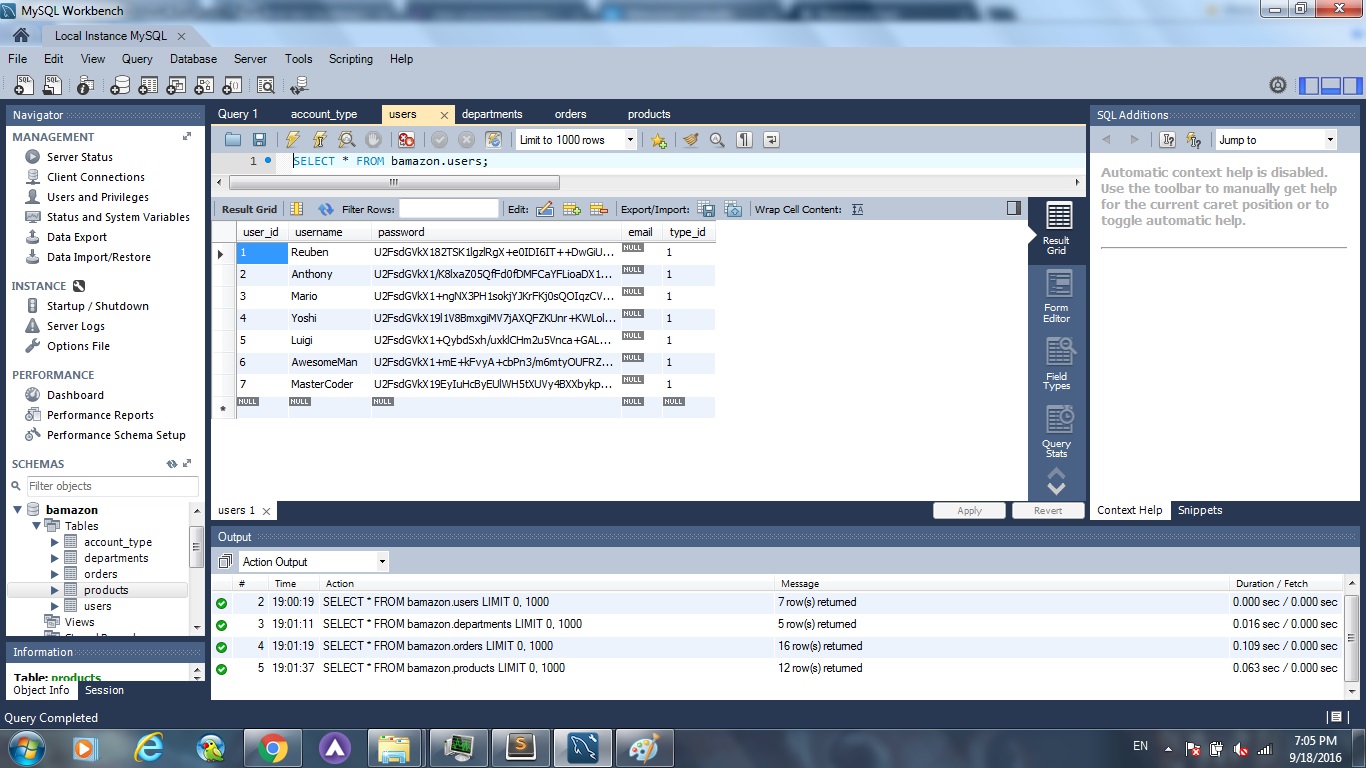 MySQL Workbench
Local Instance MySQL
File Edit View Query Database Server Tools Scripting Help
Navigator
MANAGEMENT
Server Status
Client Connections
Users and Privileges
Status and System Variables
Data Export
Data Import/Restore
INSTANCE
Startup / Shutdown
Server Logs
Options File
PERFORMANCE
Dashboard
Performance Reports
Performance Schema Setup
SCHEMAS
Filter objects
bamazon
Tables
account_type
departments
orders
products
users
Views
Information
Table: products
Object Info Session
Query 1 account_type users departments orders products
Limit to 1000 rows
1 SELECT * FROM bamazon.users;
Result Grid Filter Rows: Edit: Export/Import: Wrap Cell Content:
user_id username password email type_id
1 Reuben U2FsdGVkX182TSK1lgzlRgX+e0IDI6IT++DwGiU... NULL 1
2 Anthony U2FsdGVkX1/K8lxaZ05QfFd0fDMFCaYFLioaDX1... NULL 1
3 Mario U2FsdGVkX1+ngNX3PH1sokjYJKrFKj0sQOIqzCV... NULL 1
4 Yoshi U2FsdGVkX19l1V8BmxgiMV7jAXQFZKUnr+KWLol... NULL 1
5 Luigi U2FsdGVkX1+QybdSxh/uxklCHm2u5Vnca+GAL... NULL 1
6 AwesomeMan U2FsdGVkX1+mE+kFvyA+cbPn3/m6mtyOUFRZ... NULL 1
7 MasterCoder U2FsdGVkX19EyIuHcByEUlWH5tXUVy4BXXbykp... NULL 1
NULL NULL NULL NULL NULL
Result Grid
Form Editor
Field Types
Query Stats
users 1 Apply Revert
SQL Additions
Jump to
Automatic context help is disabled.
Use the toolbar to manually get help
for the current caret position or to
toggle automatic help.
Context Help Snippets
Output
Action Output
# Time Action Message Duration / Fetch
2 19:00:19 SELECT * FROM bamazon.users LIMIT 0, 1000 7 row(s) returned 0.000 sec / 0.000 sec
3 19:01:11 SELECT * FROM bamazon.departments LIMIT 0, 1000 5 row(s) returned 0.016 sec / 0.000 sec
4 19:01:19 SELECT * FROM bamazon.orders LIMIT 0, 1000 16 row(s) returned 0.109 sec / 0.000 sec
5 19:01:37 SELECT * FROM bamazon.products LIMIT 0, 1000 12 row(s) returned 0.063 sec / 0.000 sec
Query Completed
EN
7:05 PM
9/18/2016